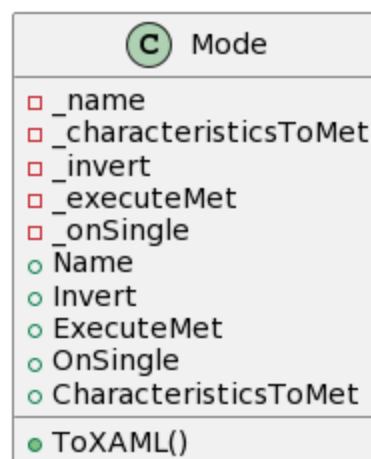 C Mode
_name
_characteristicsToMet
_invert
_executeMet
_onSingle
Name
Invert
ExecuteMet
OnSingle
CharacteristicsToMet
ToXAML()